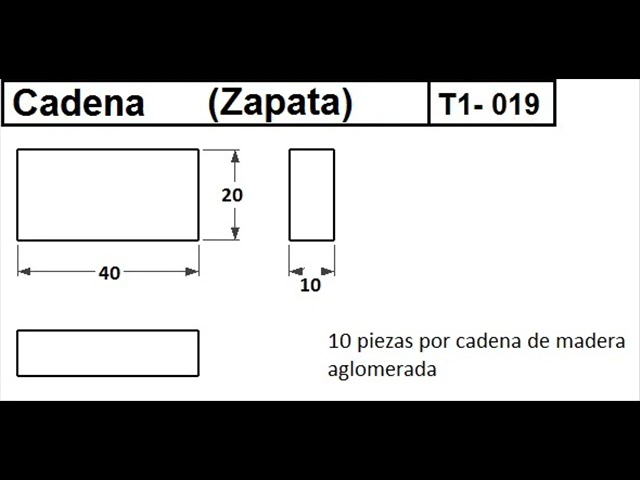 Cadena (Zapata) T1- 019
20
40
10
10 piezas por cadena de madera
aglomerada